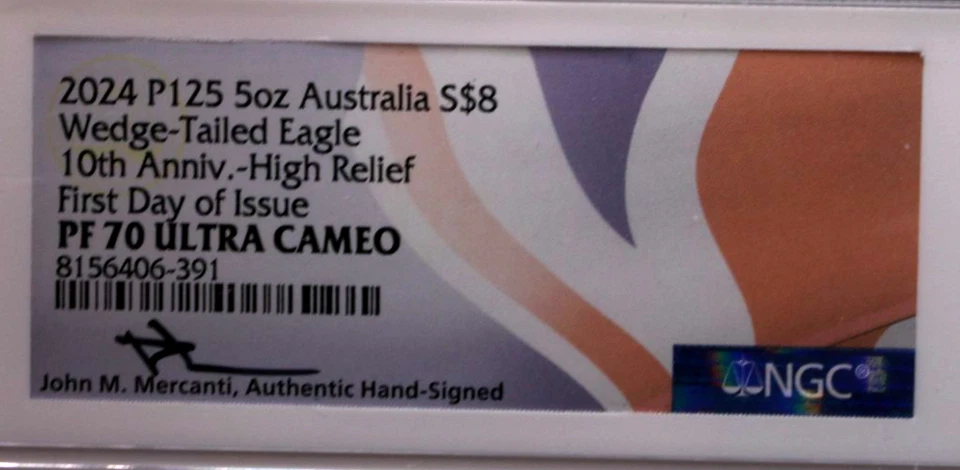 2024 P125 5oz Australia S$8
Wedge-Tailed Eagle
10th Anniv.-High Relief
First Day of Issue
PF 70 ULTRA CAMEO
8156406-391
John M. Mercanti, Authentic Hand-Signed
NGC®